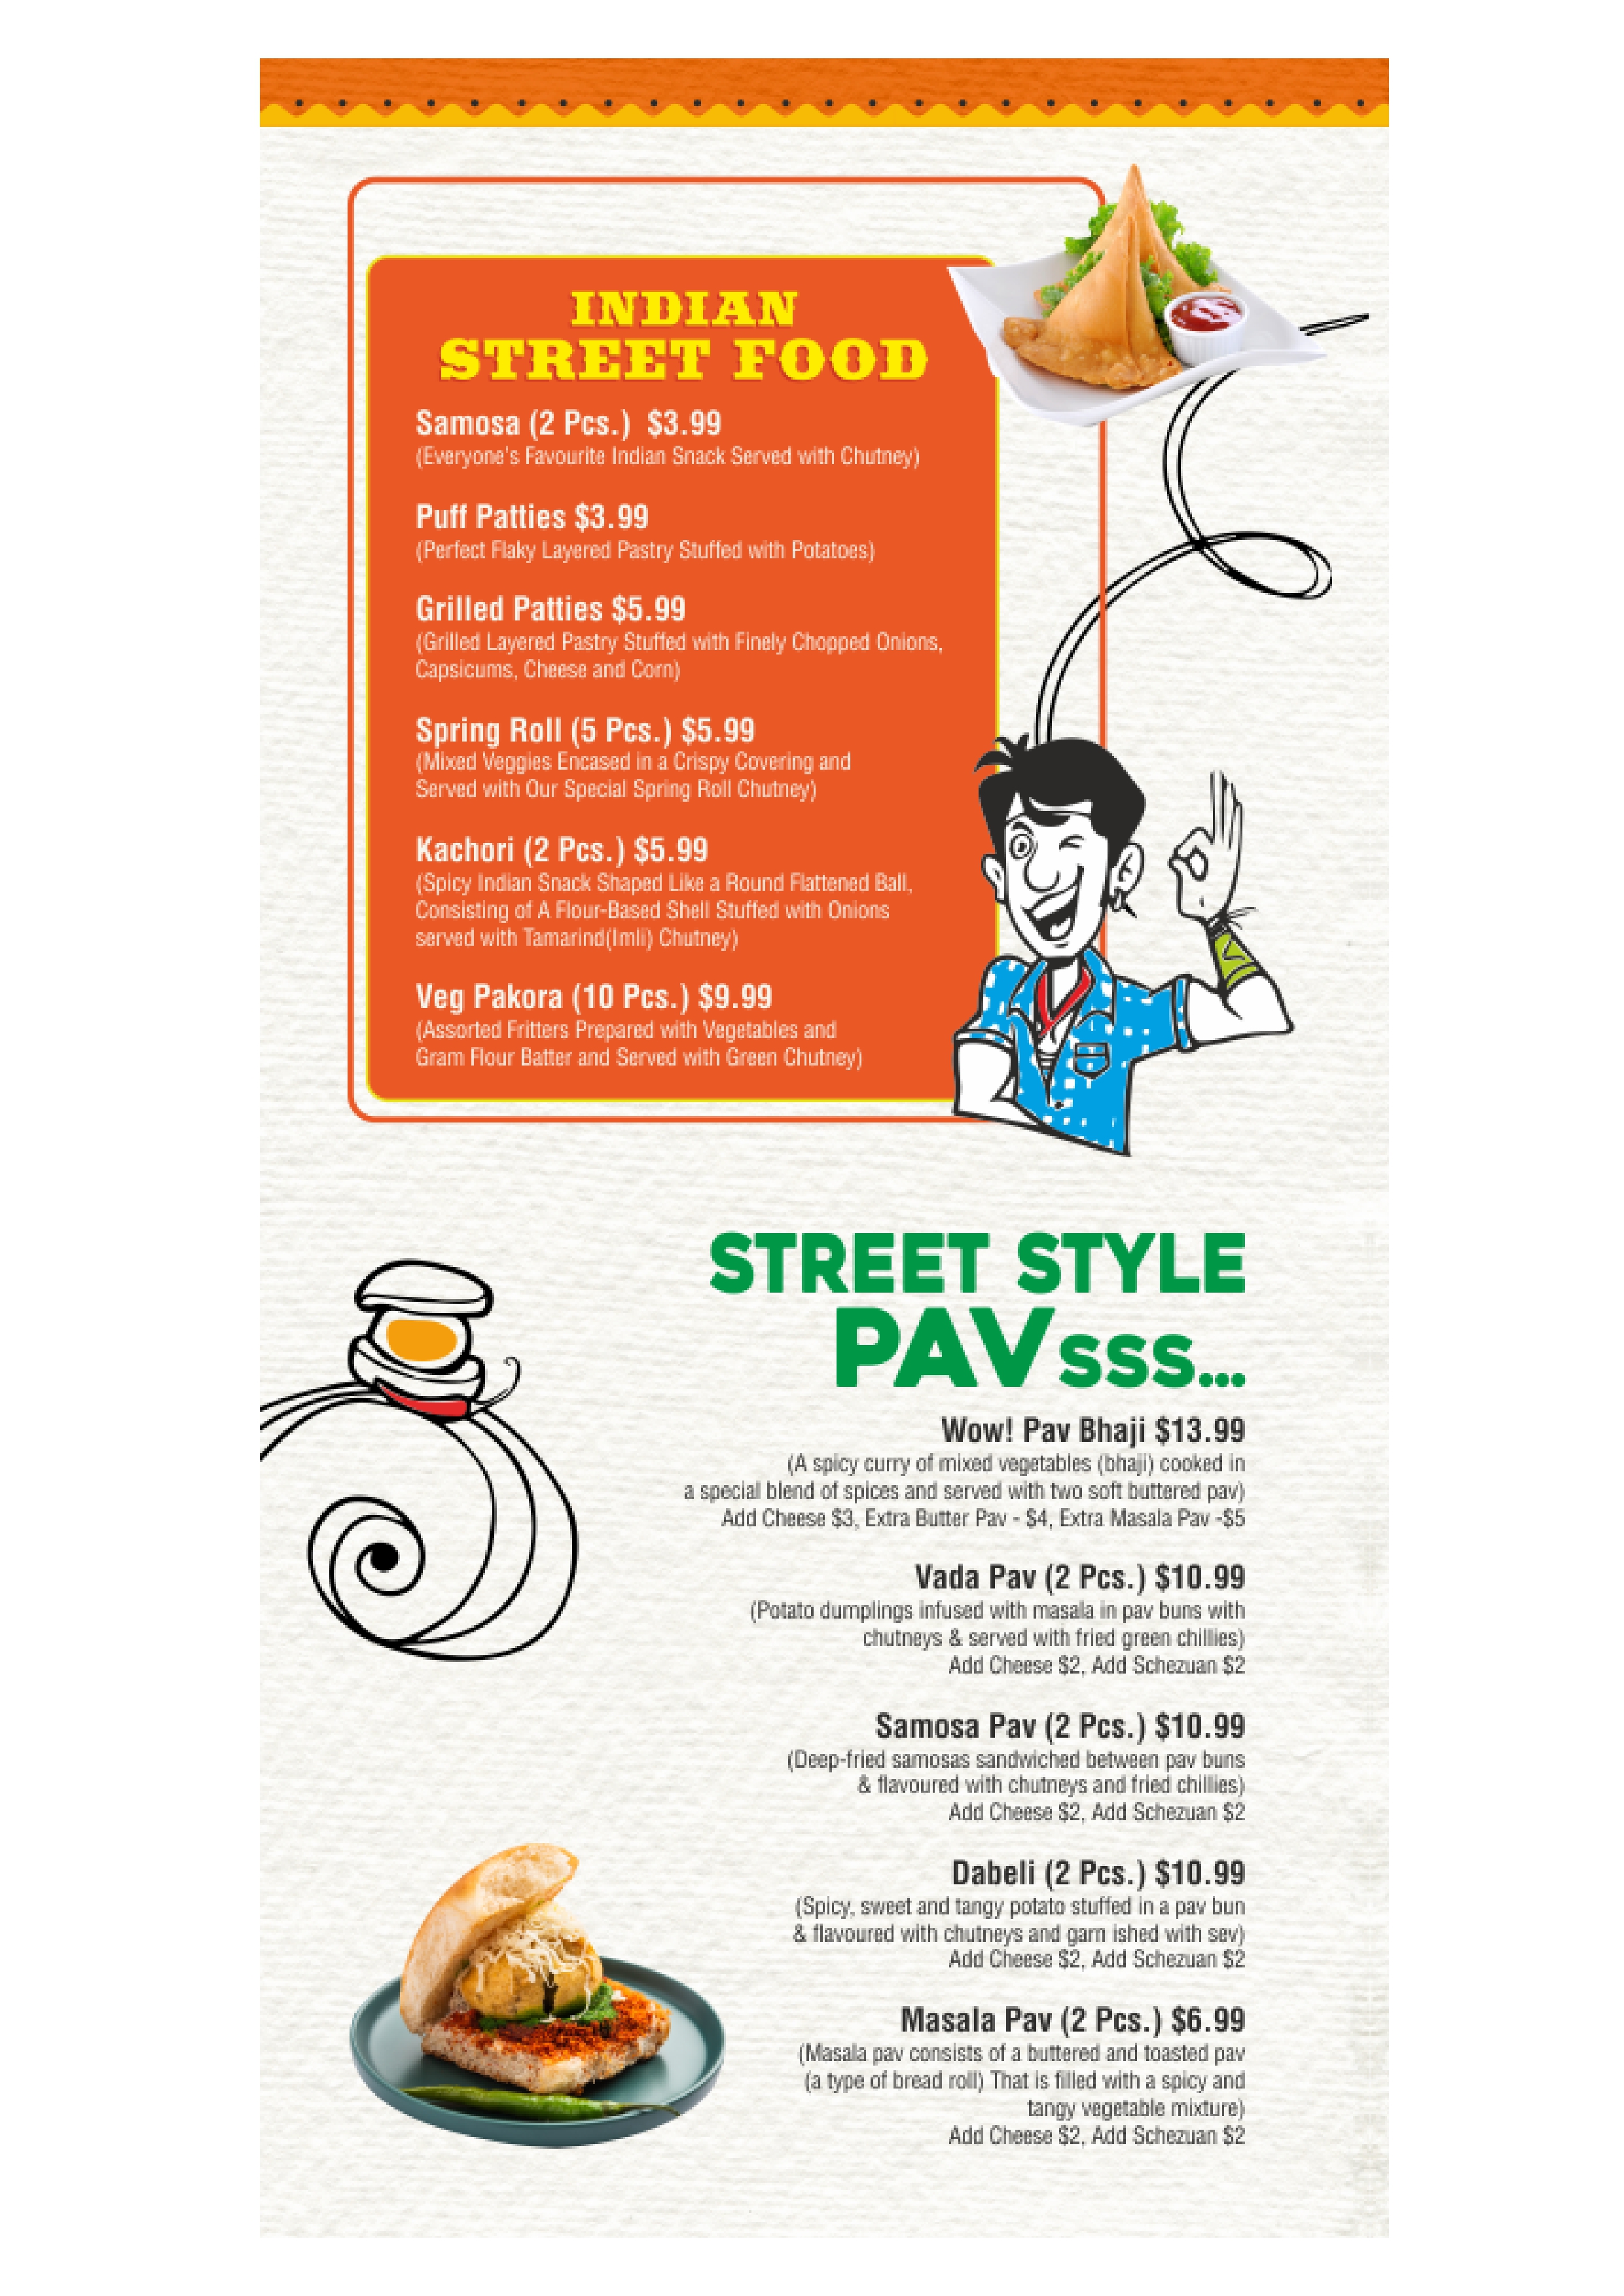 INDIAN
STREET FOOD
Samosa (2 Pcs.) $3.99
(Everyone's Favourite Indian Snack Served with Chutney)
Puff Patties $3.99
(Perfect Flaky Layered Pastry Stuffed with Potatoes)
Grilled Patties $5.99
(Grilled Layered Pastry Stuffed with Finely Chopped Onions,
Capsicums, Cheese and Corn)
Spring Roll (5 Pcs.) $5.99
(Mixed Veggies Encased in a Crispy Covering and
Served with Our Special Spring Roll Chutney)
Kachori (2 Pcs.) $5.99
(Spicy Indian Snack Shaped Like a Round Flattened Ball,
Consisting of A Flour-Based Shell Stuffed with Onions
served with Tamarind(Imli) Chutney)
Veg Pakora (10 Pcs.) $9.99
(Assorted Fritters Prepared with Vegetables and
Gram Flour Batter and Served with Green Chutney)
STREET STYLE
PAVsss...
Wow! Pav Bhaji $13.99
(A spicy curry of mixed vegetables (bhaji) cooked in
a special blend of spices and served with two soft buttered pav)
Add Cheese $3, Extra Butter Pav - $4, Extra Masala Pav -$5
Vada Pav (2 Pcs.) $10.99
(Potato dumplings infused with masala in pav buns with
chutneys & served with fried green chillies)
Add Cheese $2, Add Schezuan $2
Samosa Pav (2 Pcs.) $10.99
(Deep-fried samosas sandwiched between pav buns
& flavoured with chutneys and fried chillies)
Add Cheese $2, Add Schezuan $2
Dabeli (2 Pcs.) $10.99
(Spicy, sweet and tangy potato stuffed in a pav bun
& flavoured with chutneys and garn ished with sev)
Add Cheese $2, Add Schezuan $2
Masala Pav (2 Pcs.) $6.99
(Masala pav consists of a buttered and toasted pav
(a type of bread roll) That is filled with a spicy and
tangy vegetable mixture)
Add Cheese $2, Add Schezuan $2